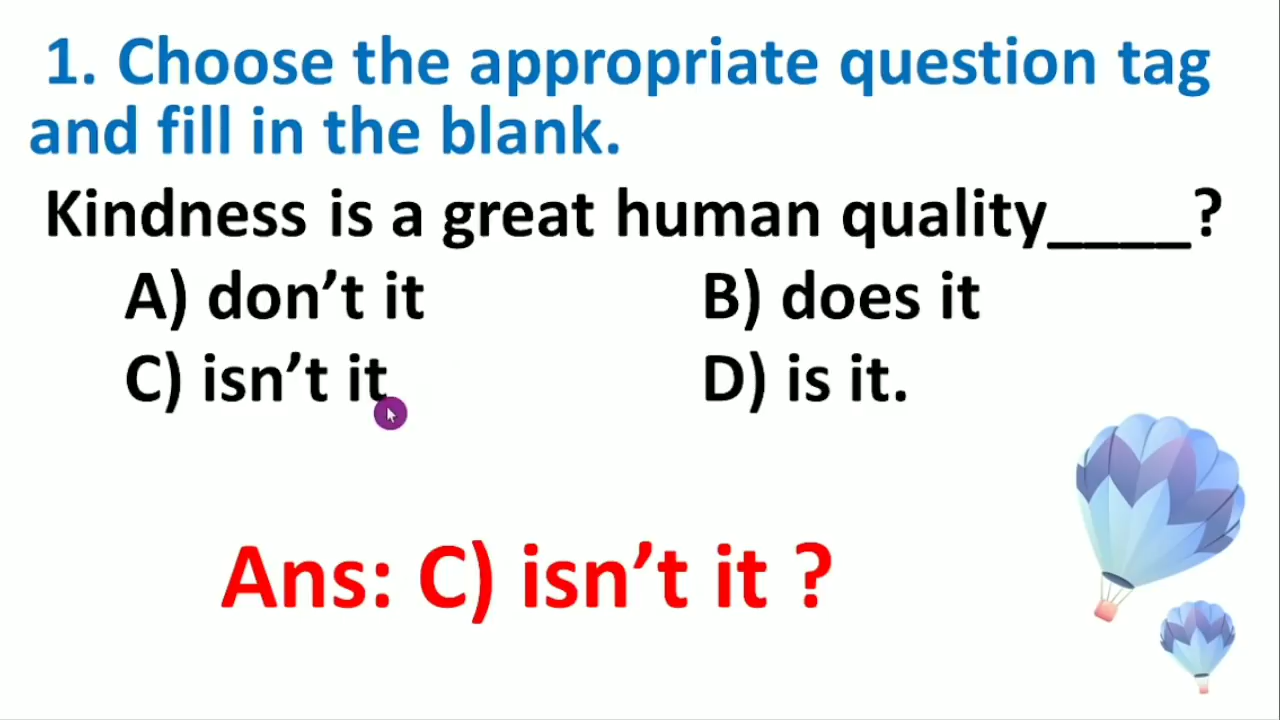 1. Choose the appropriate question tag
and fill in the blank.
Kindness is a great human quality____?
A) don’t it B) does it
C) isn’t it D) is it.
Ans: C) isn’t it ?